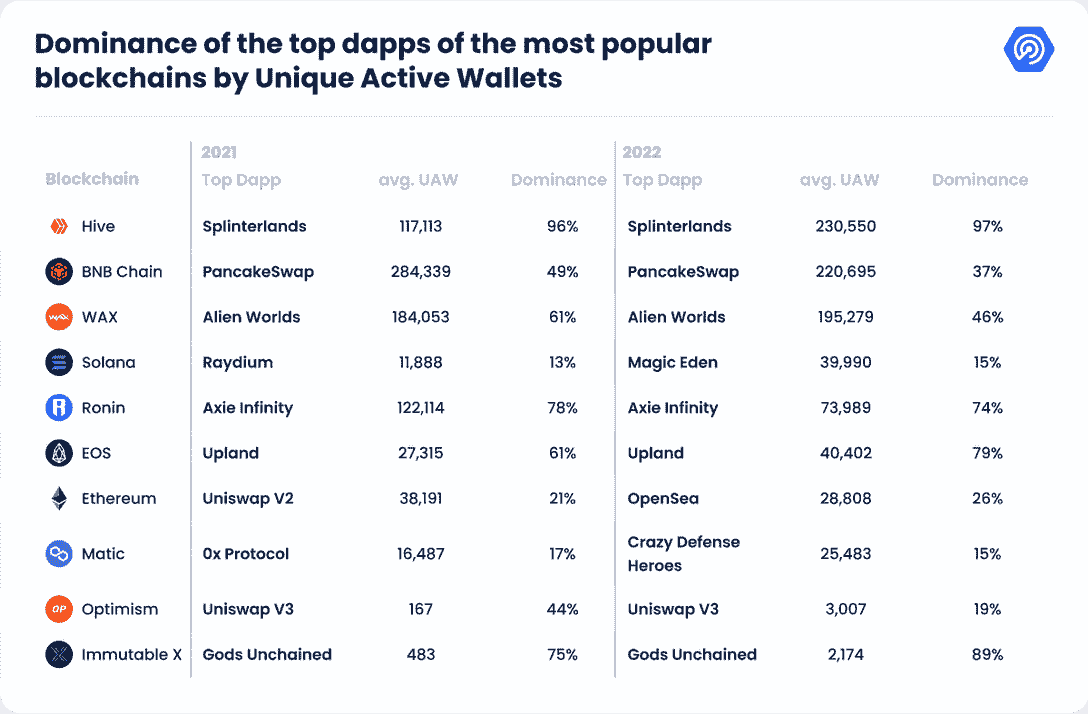 Dominance of the top dapps of the most popular
blockchains by Unique Active Wallets
2021 2022
Blockchain Top Dapp avg. UAW Dominance Top Dapp avg. UAW Dominance
Hive Splinterlands 117,113 96% Splinterlands 230,550 97%
BNB Chain PancakeSwap 284,339 49% PancakeSwap 220,695 37%
WAX WAX Alien Worlds 184,053 61% Alien Worlds 195,279 46%
Solana Raydium 11,888 13% Magic Eden 39,990 15%
Ronin Axie Infinity 122,114 78% Axie Infinity 73,989 74%
EOS Upland 27,315 61% Upland 40,402 79%
Ethereum Uniswap V2 38,191 21% OpenSea 28,808 26%
Matic 0x Protocol 16,487 17% Crazy Defense Heroes 25,483 15%
OP Optimism Uniswap V3 167 44% Uniswap V3 3,007 19%
Immutable X Gods Unchained 483 75% Gods Unchained 2,174 89%